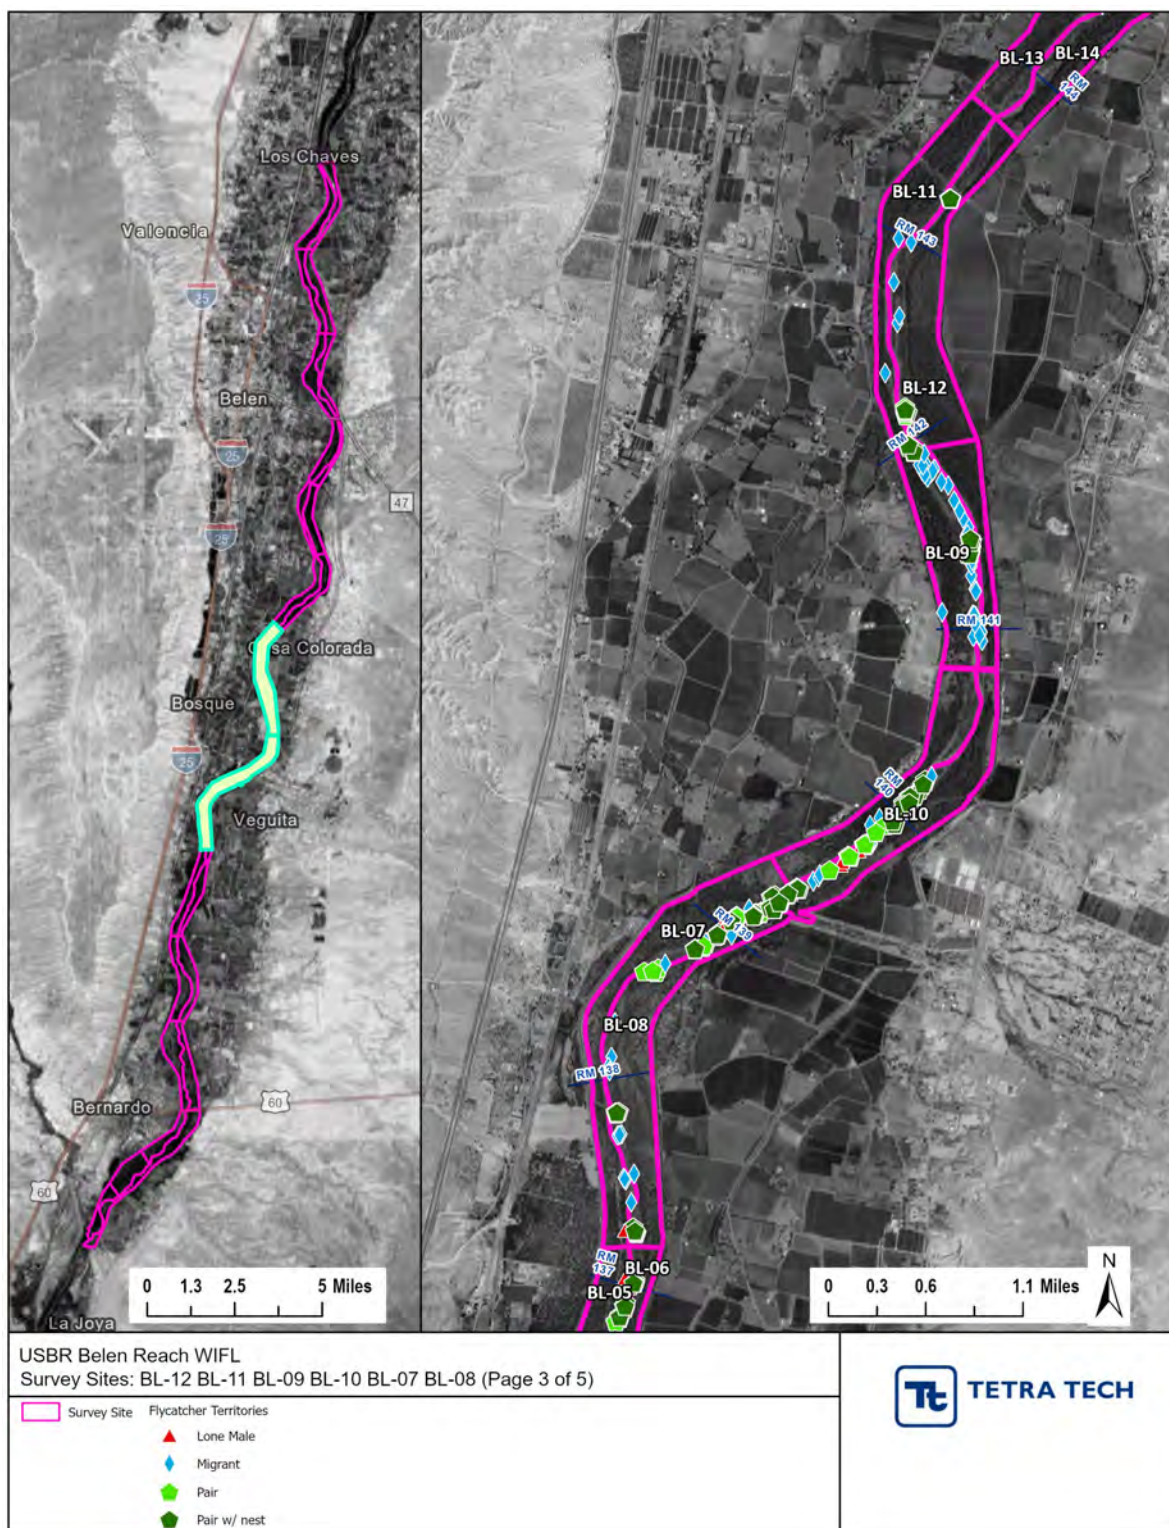 Los Chaves
Valencia
25
Belen
25
47
25
Casa Colorada
Bosque
25
Veguita
Bernardo
60
60
0 1.3 2.5 5 Miles
La Joya
BL-13
BL-14
RM
144
BL-11
RM 143
BL-12
RM 142
BL-09
RM 141
RM
140
BL-10
BL-07
RM 139
BL-08
RM 138
RM
137
BL-06
BL-05
N
0 0.3 0.6 1.1 Miles
USBR Belen Reach WIFL
Survey Sites: BL-12 BL-11 BL-09 BL-10 BL-07 BL-08 (Page 3 of 5)
Survey Site
Flycatcher Territories
Lone Male
Migrant
Pair
Pair w/ nest
Tt
TETRA TECH